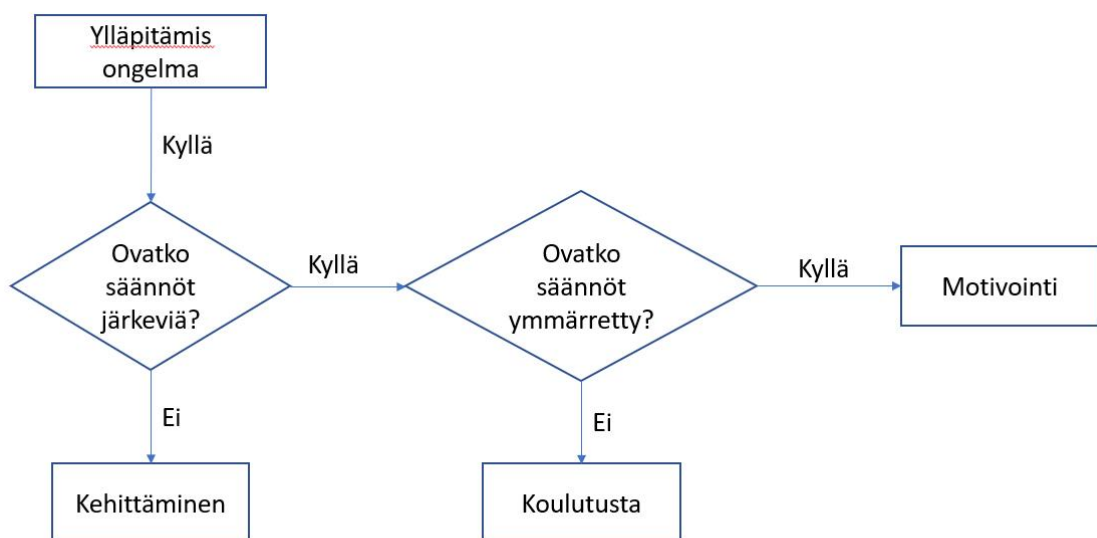 Ylläpitämis
ongelma
Kyllä
Ovatko
säännöt
järkeviä?
Kyllä
Ovatko
säännöt
ymmärretty?
Kyllä
Motivointi
Ei
Ei
Kehittäminen
Koulutusta